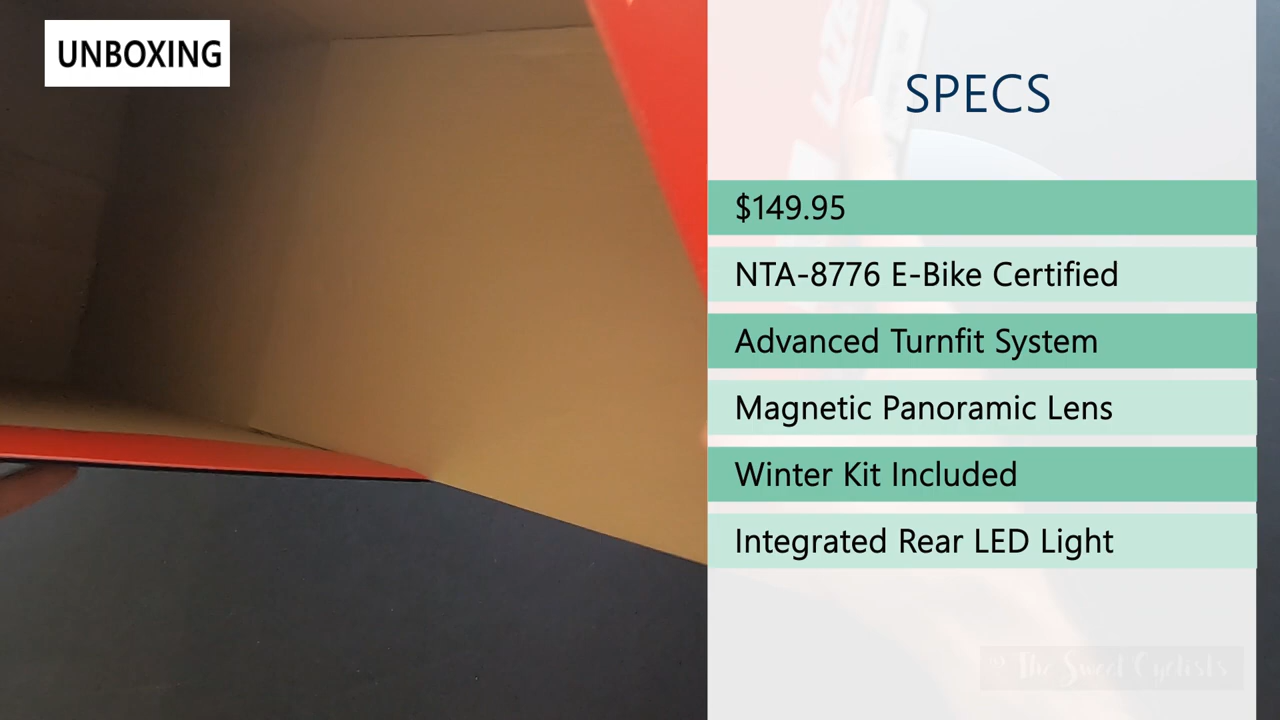 UNBOXING
SPECS
$149.95
NTA-8776 E-Bike Certified
Advanced Turnfit System
Magnetic Panoramic Lens
Winter Kit Included
Integrated Rear LED Light
The Sweet Cyclists